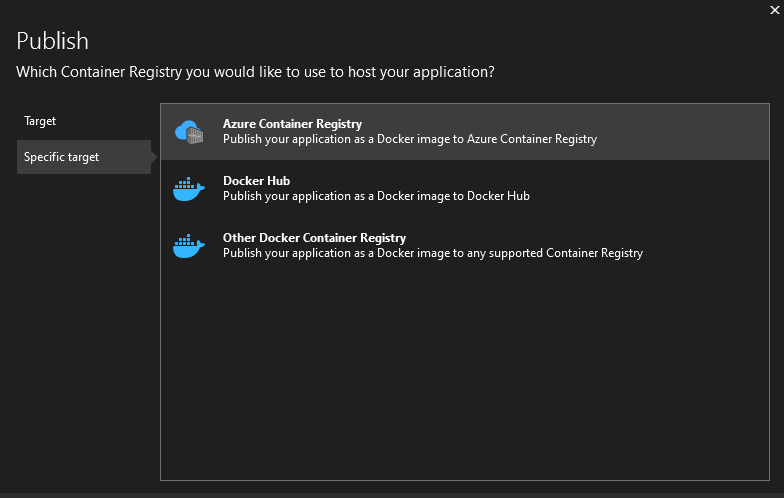 Publish
Which Container Registry you would like to use to host your application?
Target
Specific target
Azure Container Registry
Publish your application as a Docker image to Azure Container Registry
Docker Hub
Publish your application as a Docker image to Docker Hub
Other Docker Container Registry
Publish your application as a Docker image to any supported Container Registry